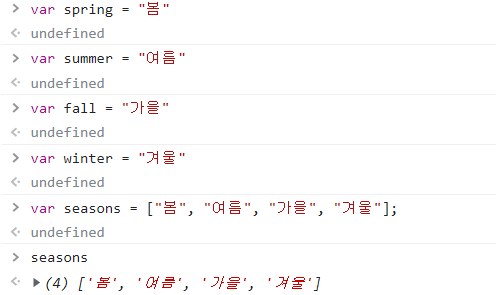 > var spring = "봄"
<· undefined
> var summer = "여름"
<· undefined
> var fall = "가을"
<· undefined
> var winter = "겨울"
<· undefined
> var seasons = ["봄", "여름", "가을", "겨울"];
<· undefined
> seasons
<· ▶(4) ['봄', '여름', '가을', '겨울']